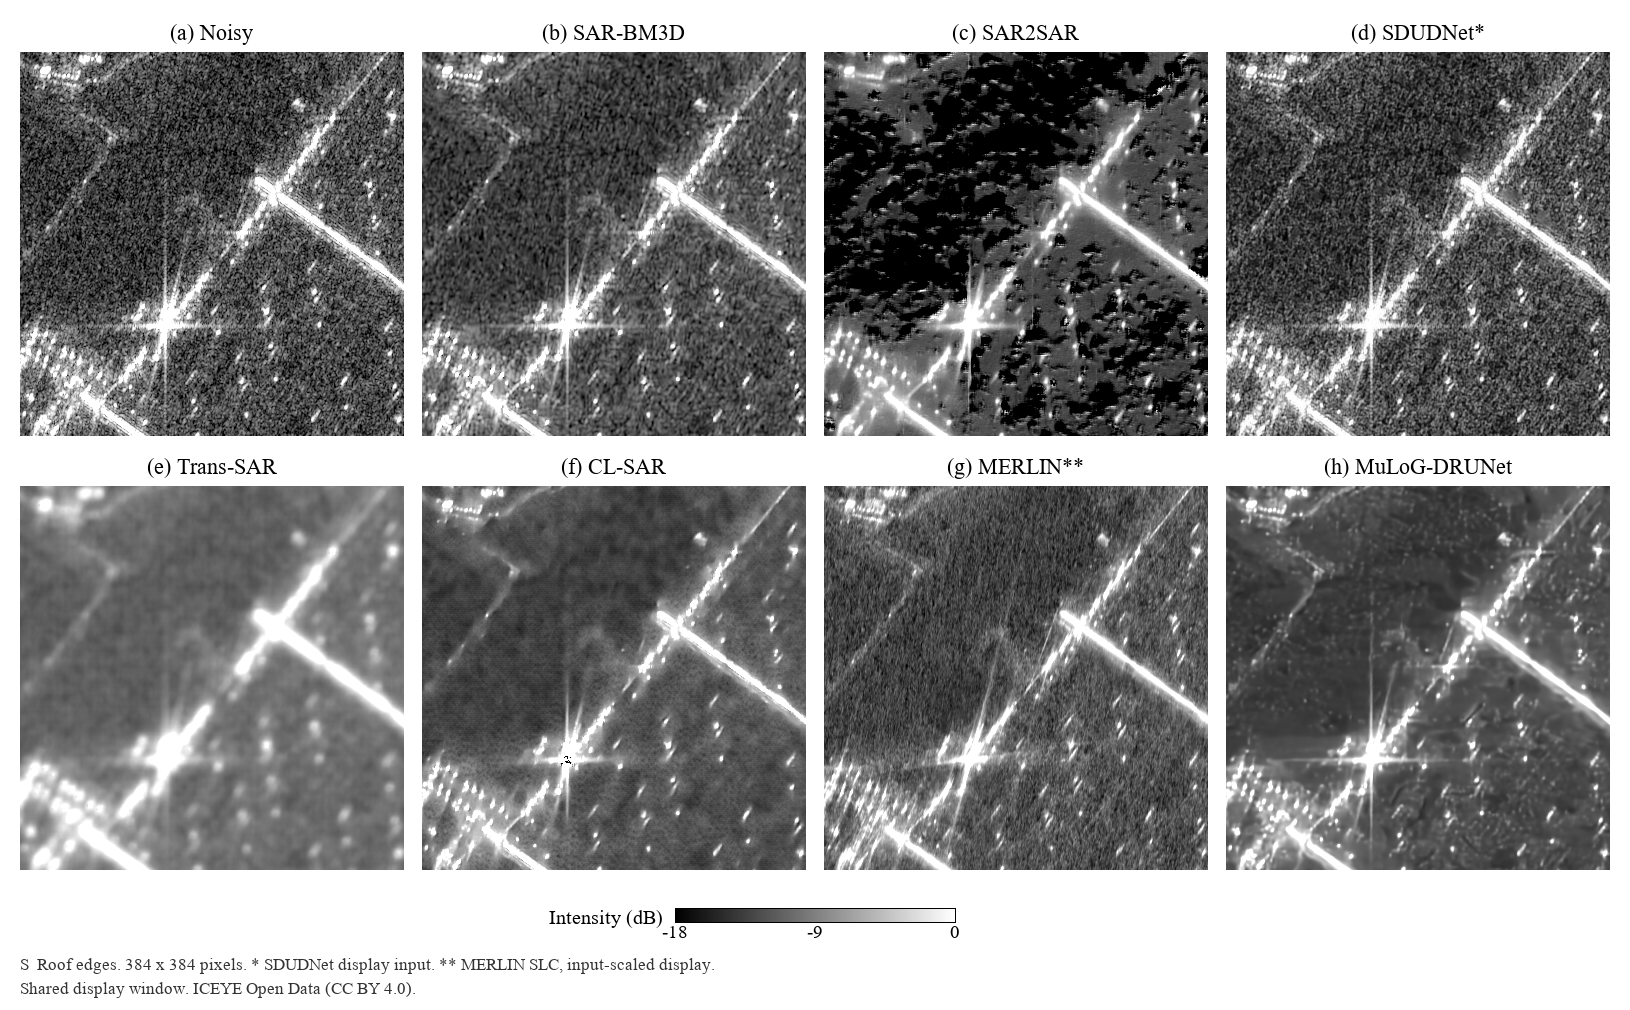 (a) Noisy
(b) SAR-BM3D
(c) SAR2SAR
(d) SDUDNet*
(e) Trans-SAR
(f) CL-SAR
(g) MERLIN**
(h) MuLoG-DRUNet
Intensity (dB)
-18 -9 0
S Roof edges. 384 x 384 pixels. * SDUDNet display input. ** MERLIN SLC, input-scaled display.
Shared display window. ICEYE Open Data (CC BY 4.0).